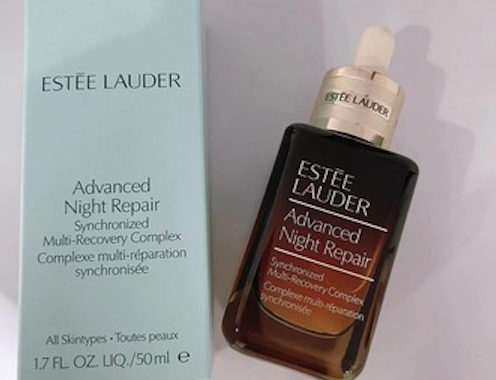 ESTĒE LAUDER
Advanced
Night Repair
Synchronized
Multi-Recovery Complex
Complexe multi-réparation
synchronisée
All Skintypes • Toutes peaux
1.7 FL. OZ. LIQ./50 ml ℮
ESTĒE LAUDER
ESTĒE
LAUDER
Advanced
Night Repair
Synchronized
Multi-Recovery Complex
Complexe multi-réparation
synchronisée